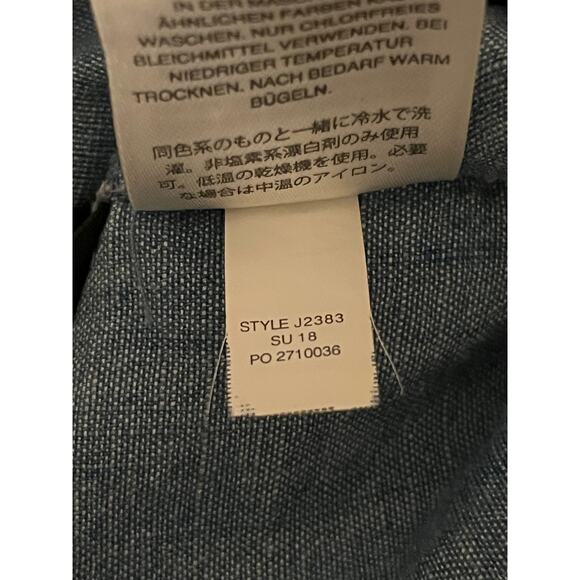 IN DER MASCH
ÄHNLICHEN FARBEN K
WASCHEN. NUR CHLORFREIES
BLEICHMITTEL VERWENDEN. BEI
NIEDRIGER TEMPERATUR
TROCKNEN. NACH BEDARF WARM
BÜGELN.
同色系のものと一緒に冷水で洗
濯。非塩素系漂白剤のみ使用
可。低温の乾燥機を使用。必要
な場合は中温のアイロン。
STYLE J2383
SU 18
PO 2710036